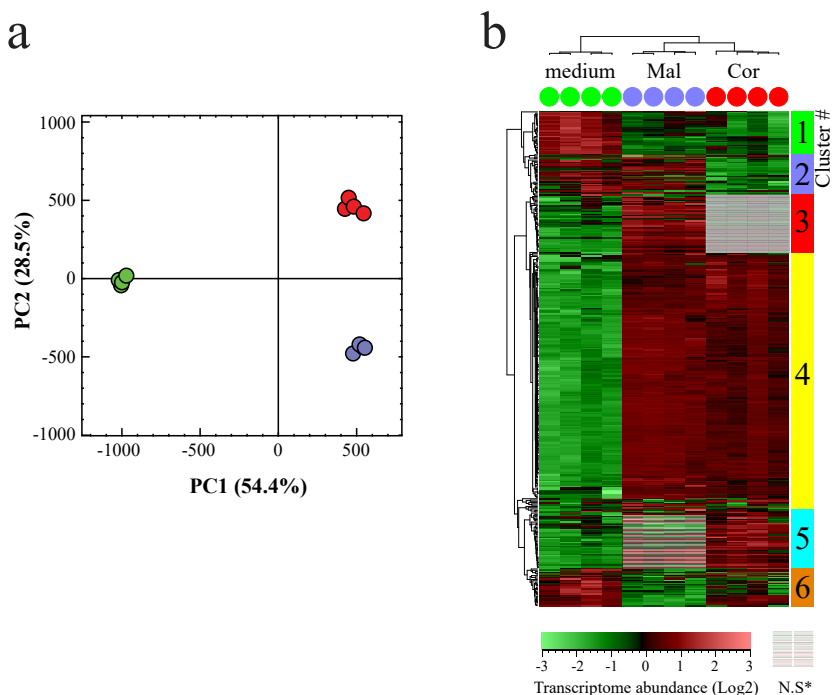 a
1000
500
0
-500
-1000
PC2 (28.5%)
-1000
-500
0
500
PC1 (54.4%)
b
medium
Mal
Cor
Cluster #
1
2
3
4
5
6
-3
-2
-1
0
1
2
3
Transcriptome abundance (Log2)
N.S*